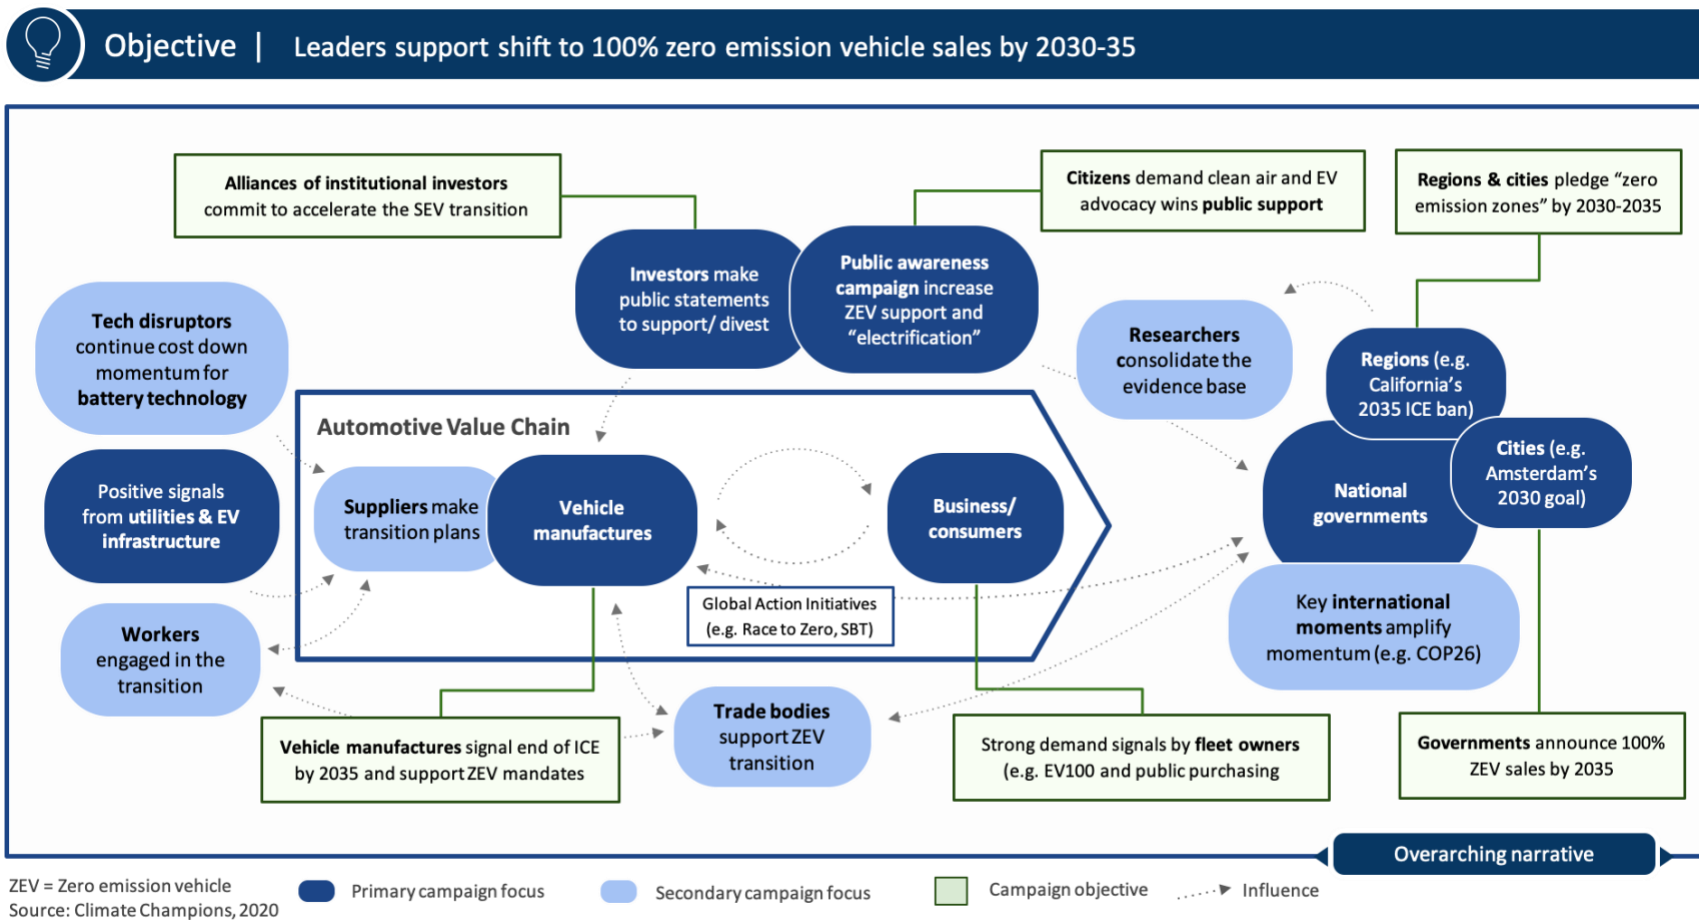 Objective | Leaders support shift to 100% zero emission vehicle sales by 2030-35
Alliances of institutional investors
commit to accelerate the SEV transition
Citizens demand clean air and EV
advocacy wins public support
Regions & cities pledge “zero
emission zones” by 2030-2035
Investors make
public statements
to support/ divest
Public awareness
campaign increase
ZEV support and
“electrification”
Tech disruptors
continue cost down
momentum for
battery technology
Researchers
consolidate the
evidence base
Regions (e.g.
California’s
2035 ICE ban)
Automotive Value Chain
Positive signals
from utilities & EV
infrastructure
Suppliers make
transition plans
Vehicle
manufactures
Business/
consumers
National
governments
Cities (e.g.
Amsterdam’s
2030 goal)
Global Action Initiatives
(e.g. Race to Zero, SBT)
Key international
moments amplify
momentum (e.g. COP26)
Workers
engaged in the
transition
Trade bodies
support ZEV
transition
Vehicle manufactures signal end of ICE
by 2035 and support ZEV mandates
Strong demand signals by fleet owners
(e.g. EV100 and public purchasing
Governments announce 100%
ZEV sales by 2035
Overarching narrative
ZEV = Zero emission vehicle
Source: Climate Champions, 2020
Primary campaign focus
Secondary campaign focus
Campaign objective
Influence